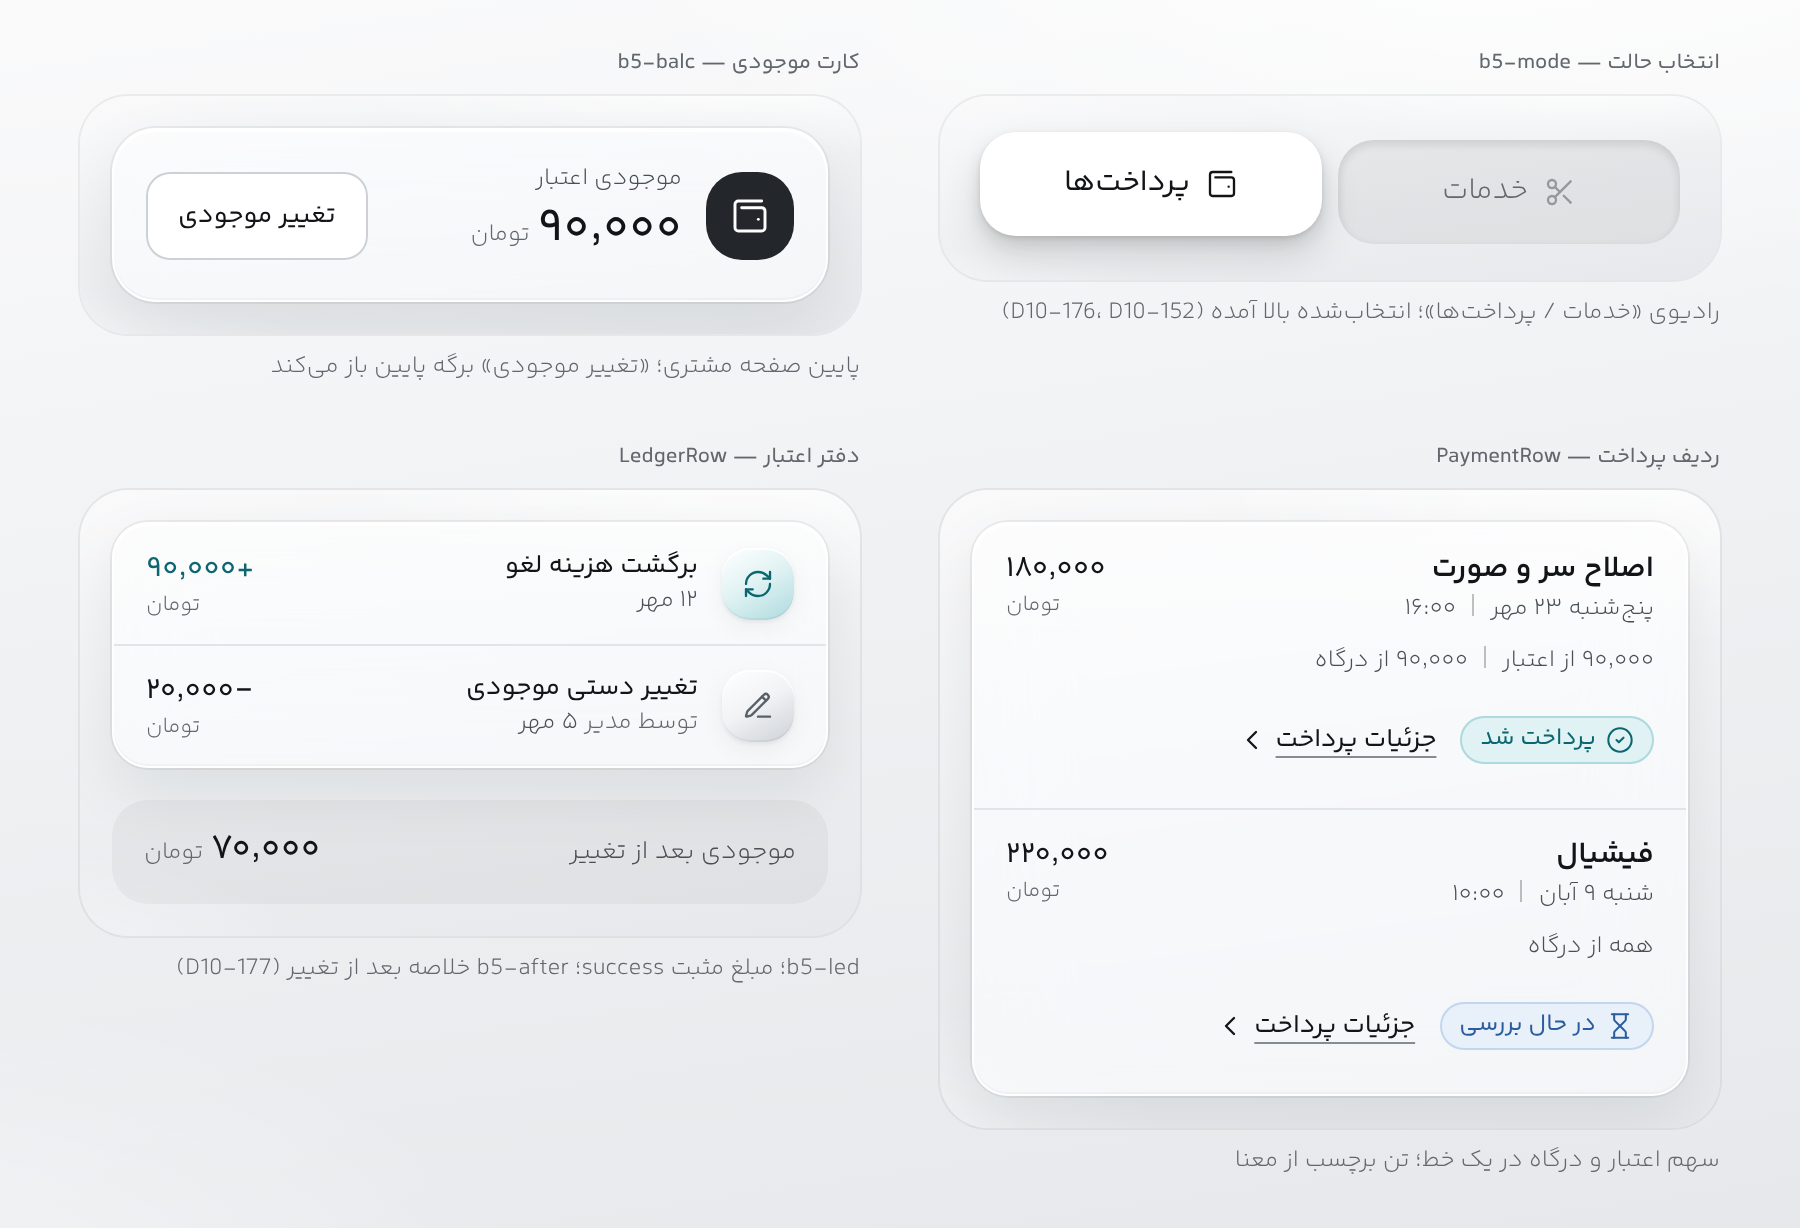 انتخاب حالت — b5-mode
خدمات
پرداخت‌ها
رادیوی «خدمات / پرداخت‌ها»؛ انتخاب‌شده بالا آمده (D10-176، D10-152)
کارت موجودی — b5-balc
موجودی اعتبار
۹۰,۰۰۰ تومان
تغییر موجودی
پایین صفحه مشتری؛ «تغییر موجودی» برگه پایین باز می‌کند
ردیف پرداخت — PaymentRow
اصلاح سر و صورت
۱۸۰,۰۰۰
پنج‌شنبه ۲۳ مهر | ۱۶:۰۰
تومان
۹۰,۰۰۰ از اعتبار | ۹۰,۰۰۰ از درگاه
پرداخت شد
جزئیات پرداخت
فیشیال
۲۲۰,۰۰۰
شنبه ۹ آبان | ۱۰:۰۰
تومان
همه از درگاه
در حال بررسی
جزئیات پرداخت
سهم اعتبار و درگاه در یک خط؛ تن برچسب از معنا
دفتر اعتبار — LedgerRow
برگشت هزینه لغو
+۹۰,۰۰۰
۱۲ مهر
تومان
تغییر دستی موجودی
−۲۰,۰۰۰
توسط مدیر ۵ مهر
تومان
موجودی بعد از تغییر
۷۰,۰۰۰ تومان
b5-led؛ مبلغ مثبت success؛ b5-after خلاصه بعد از تغییر (D10-177)